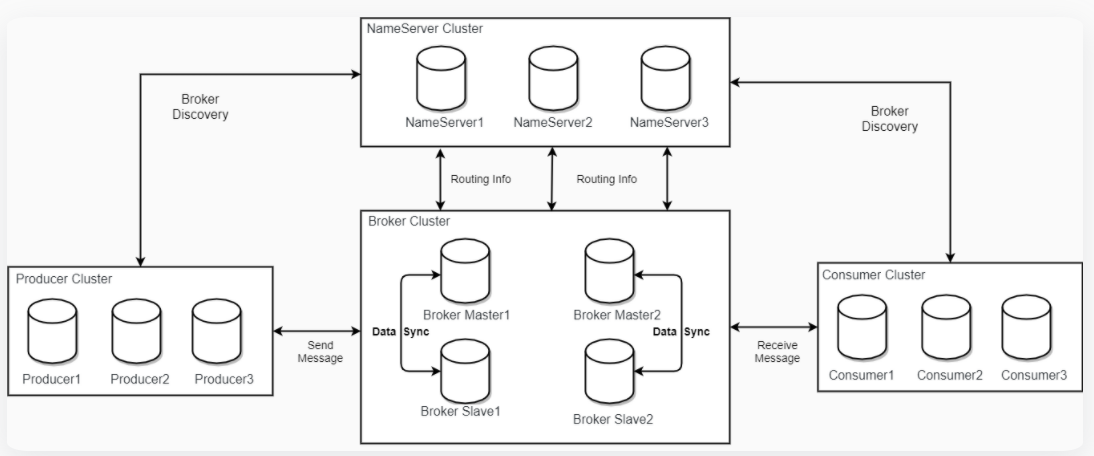 NameServer Cluster
NameServer1
NameServer2
NameServer3
Broker
Discovery
Broker
Discovery
Routing Info
Routing Info
Broker Cluster
Broker Master1
Broker Master2
Data Sync
Data Sync
Broker Slave1
Broker Slave2
Producer Cluster
Producer1
Producer2
Producer3
Send
Message
Receive
Message
Consumer Cluster
Consumer1
Consumer2
Consumer3